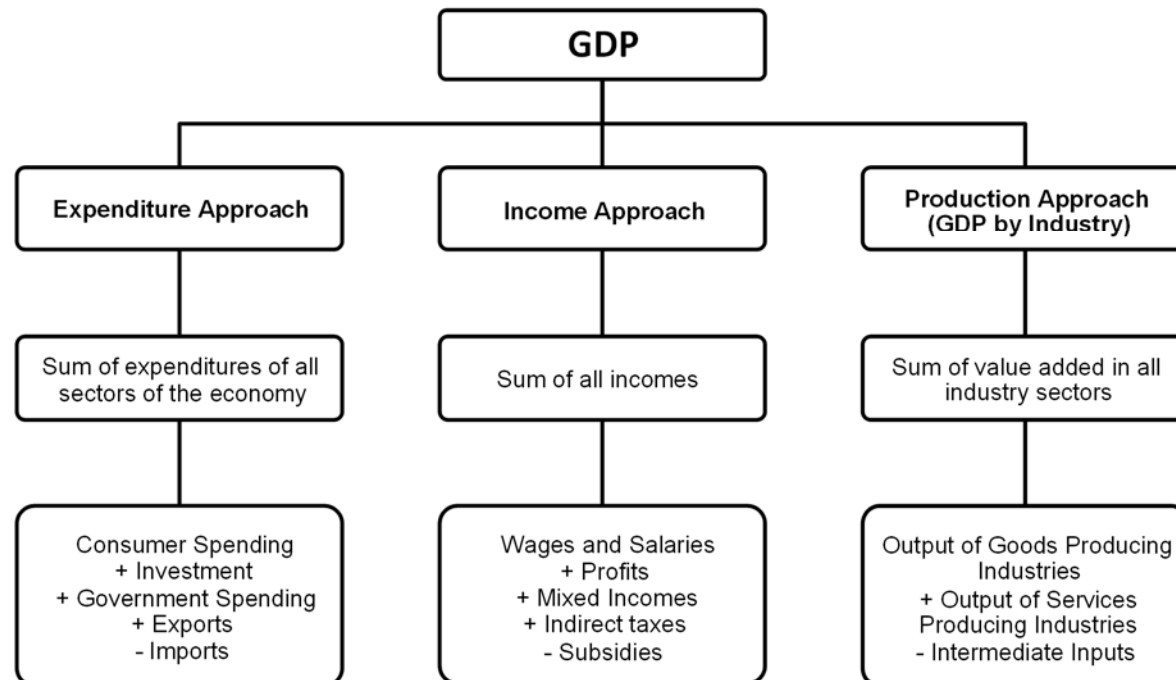 GDP
Expenditure Approach
Income Approach
Production Approach
(GDP by Industry)
Sum of expenditures of all
sectors of the economy
Sum of all incomes
Sum of value added in all
industry sectors
Consumer Spending
+ Investment
+ Government Spending
+ Exports
- Imports
Wages and Salaries
+ Profits
+ Mixed Incomes
+ Indirect taxes
- Subsidies
Output of Goods Producing
Industries
+ Output of Services
Producing Industries
- Intermediate Inputs